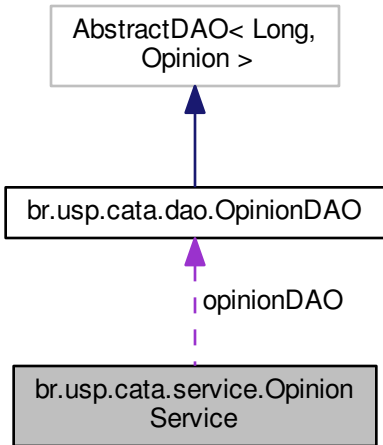 AbstractDAO< Long,
Opinion >
br.usp.cata.dao.OpinionDAO
opinionDAO
br.usp.cata.service.Opinion
Service